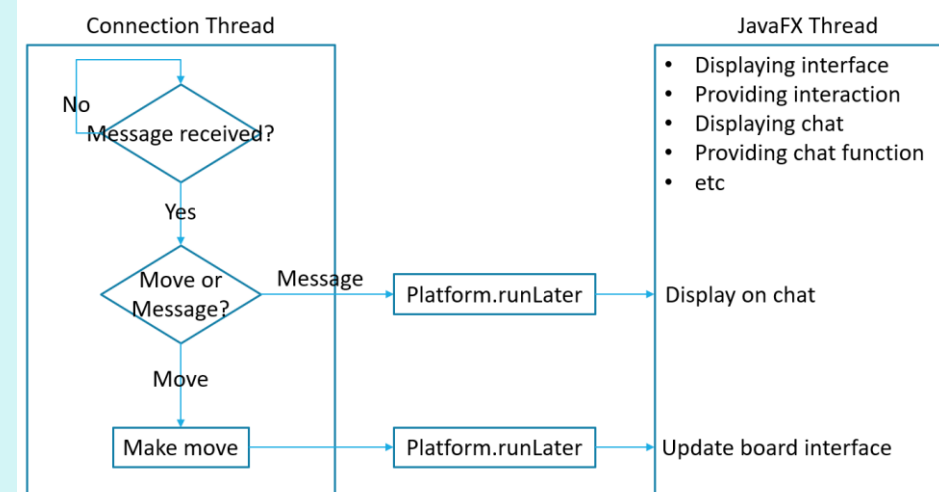 Connection Thread
JavaFX Thread
No
Message received?
Yes
Move or
Message?
Message
Platform.runLater
Move
Make move
Platform.runLater
• Displaying interface
• Providing interaction
• Displaying chat
• Providing chat function
• etc
Display on chat
Update board interface